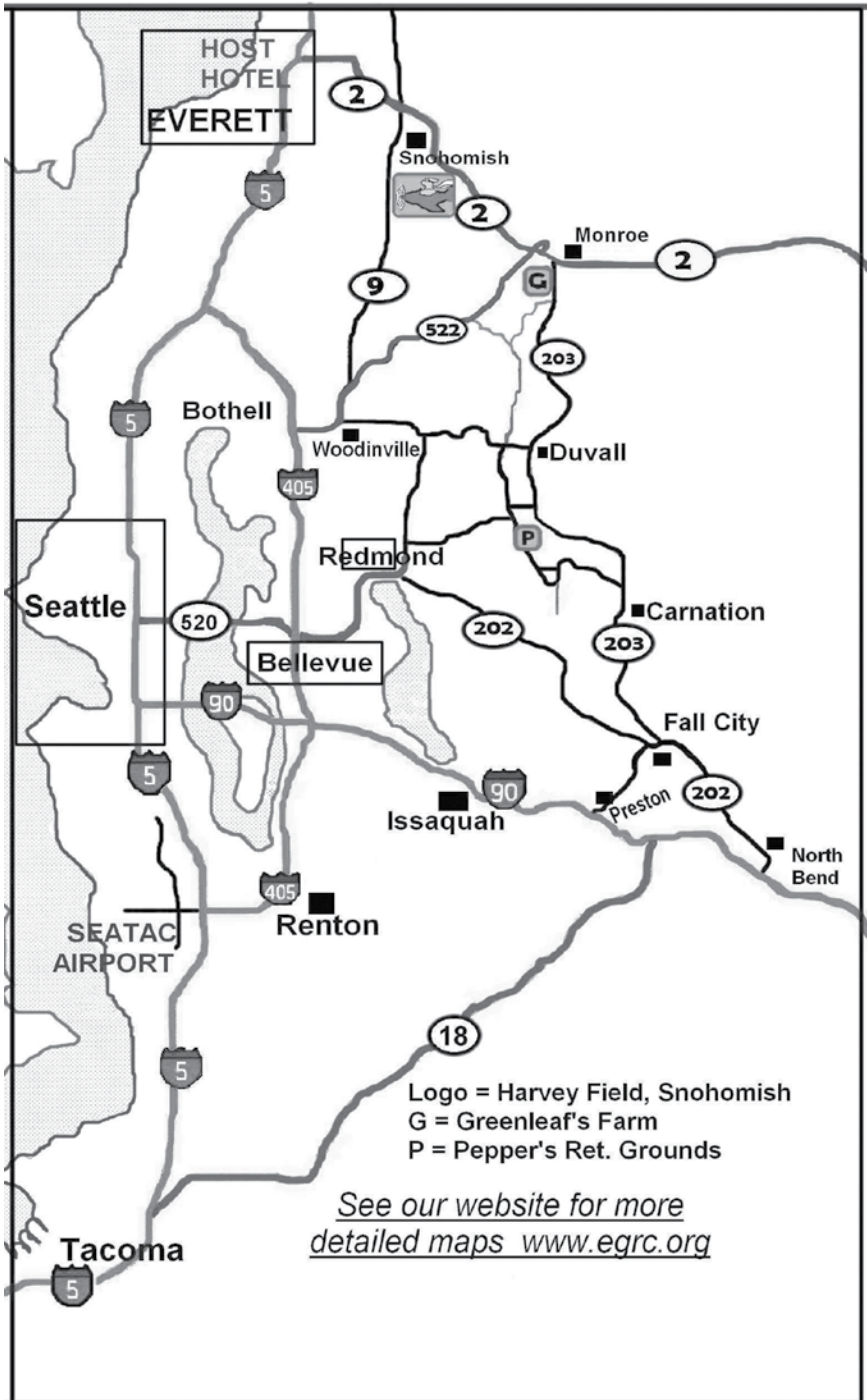 HOST
HOTEL
EVERETT
2
Snohomish
5
2
Monroe
2
G
9
522
203
5
Bothell
Woodinville
Duvall
405
P
Redmond
Seattle
520
Carnation
202
203
Bellevue
90
Fall City
5
90
Preston
202
Issaquah
North
Bend
405
Renton
SEATAC
AIRPORT
18
5
Logo = Harvey Field, Snohomish
G = Greenleaf's Farm
P = Pepper's Ret. Grounds
See our website for more
detailed maps www.egrc.org
Tacoma
5